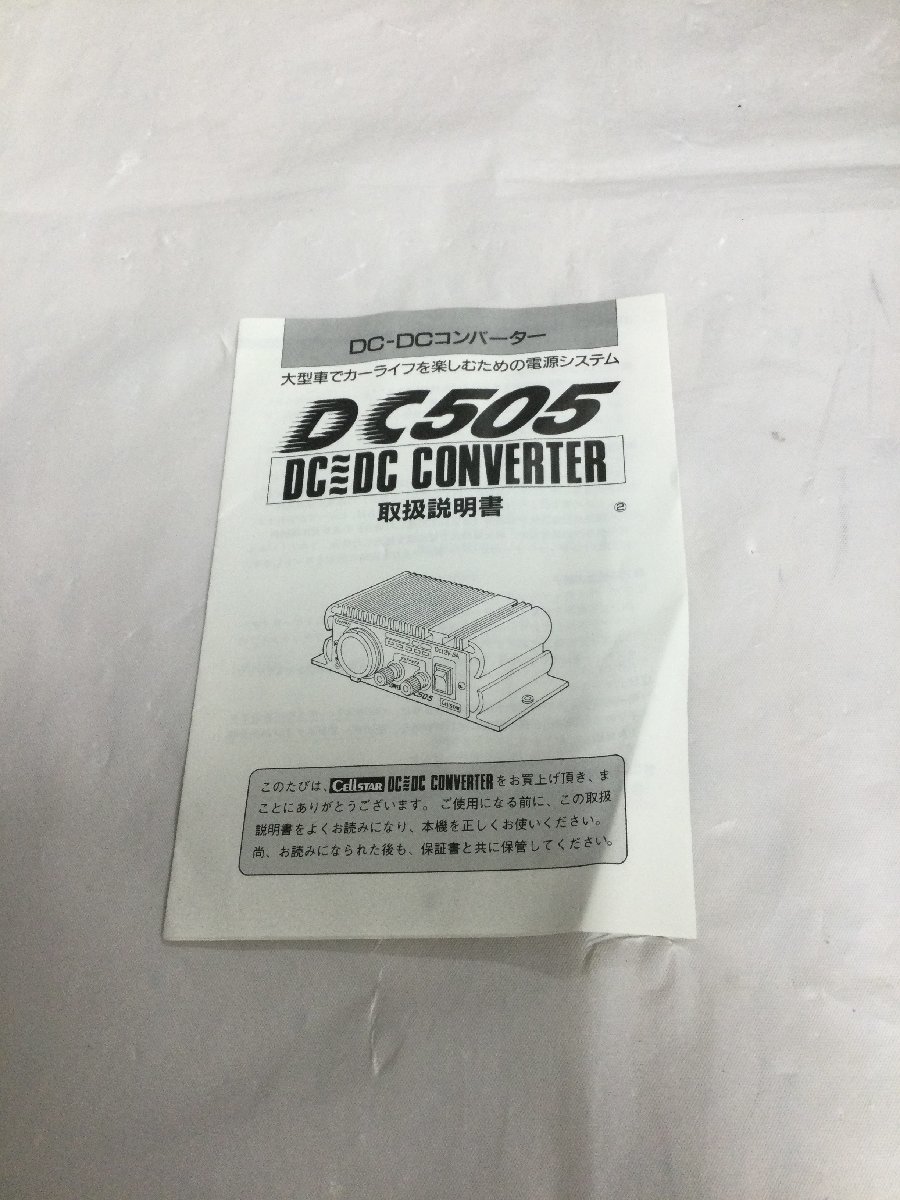 DC-DCコンバーター
大型車でカーライフを楽しむための電源システム
DC505
DC≋DC CONVERTER
取扱説明書
②
このたびは、CELLSTAR DC≋DC CONVERTERをお買上げ頂き、ま
ことにありがとうございます。ご使用になる前に、この取扱
説明書をよくお読みになり、本機を正しくお使いください。
尚、お読みになられた後も、保証書と共に保管してください。